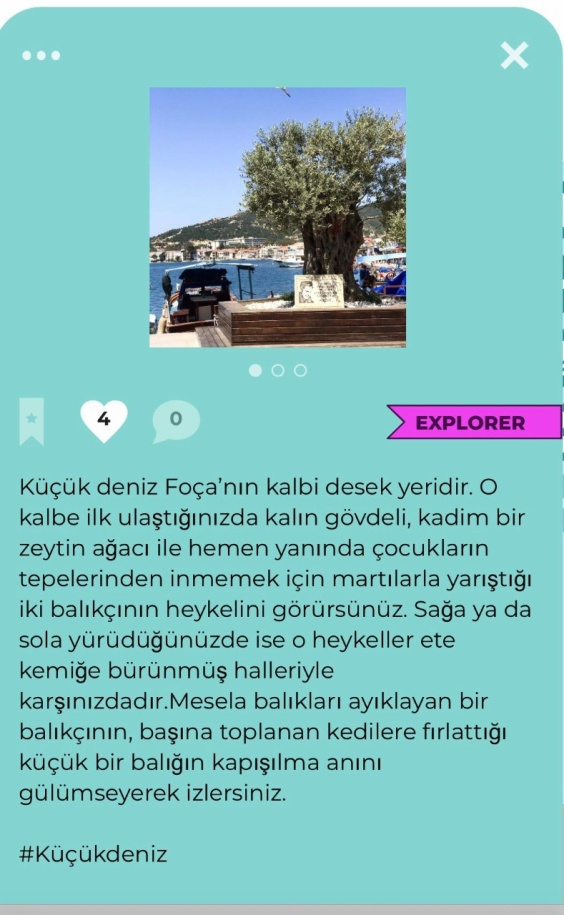 4
0
EXPLORER
Küçük deniz Foça’nın kalbi desek yeridir. O
kalbe ilk ulaştığınızda kalın gövdeli, kadim bir
zeytin ağacı ile hemen yanında çocukların
tepelerinden inmemek için martılarla yarıştığı
iki balıkçının heykelini görürsünüz. Sağa ya da
sola yürüdüğünüzde ise o heykeller ete
kemiğe bürünmüş halleriyle
karşınızdadır.Mesela balıkları ayıklayan bir
balıkçının, başına toplanan kedilere fırlattığı
küçük bir balığın kapışılma anını
gülümseyerek izlersiniz.
#Küçükdeniz